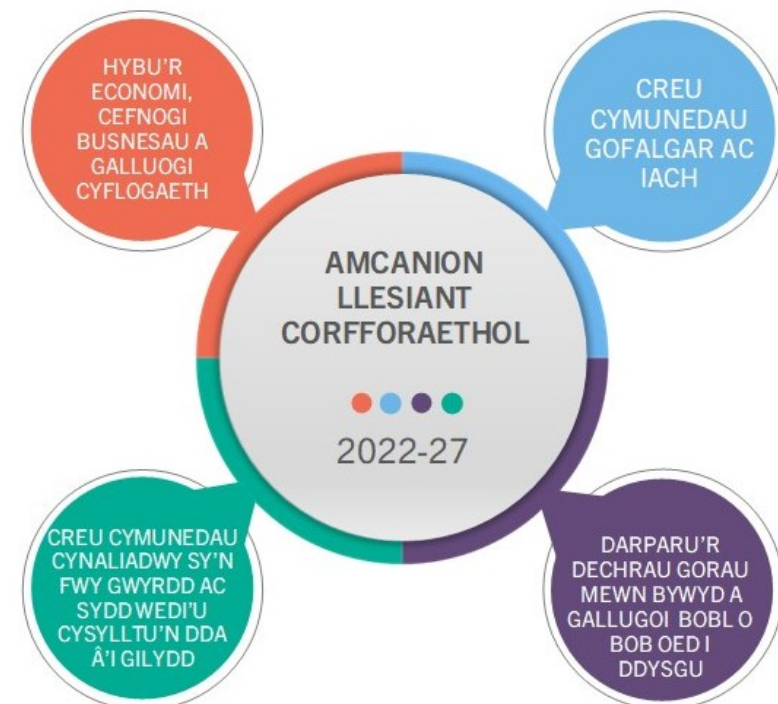 HYBU'R
ECONOMI,
CEFNOGI
BUSNESAU A
GALLUOGI
CYFLOGAETH
CREU
CYMUNEDAU
GOFALGAR AC
IACH
AMCANION
LLESIANT
CORFFORAETHOL
2022-27
CREU CYMUNEDAU
CYNALIADWY SY'N
FWY GWYRDD AC
SYDD WEDI'U
CYSYLLTU'N DDA
Â'I GILYDD
DARPARU'R
DECHRAU GORAU
MEWN BYWYD A
GALLUGOI BOBL O
BOB OED I
DDYSGU